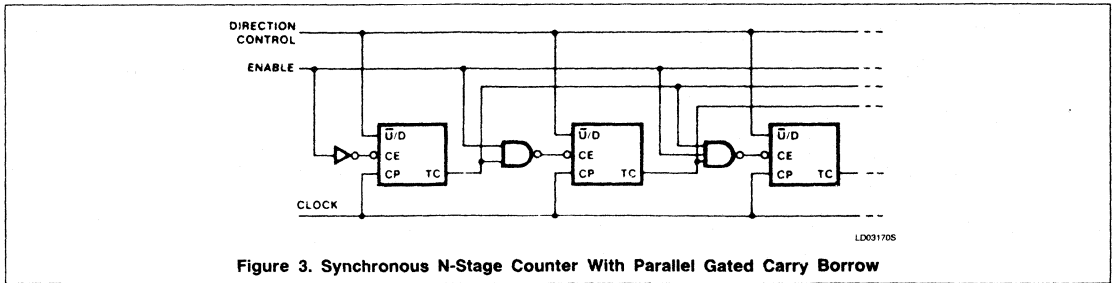 DIRECTION
CONTROL
ENABLE
U̅/D
CE
CP TC
U̅/D
CE
CP TC
U̅/D
CE
CP TC
CLOCK
LD03170S
Figure 3. Synchronous N-Stage Counter With Parallel Gated Carry Borrow